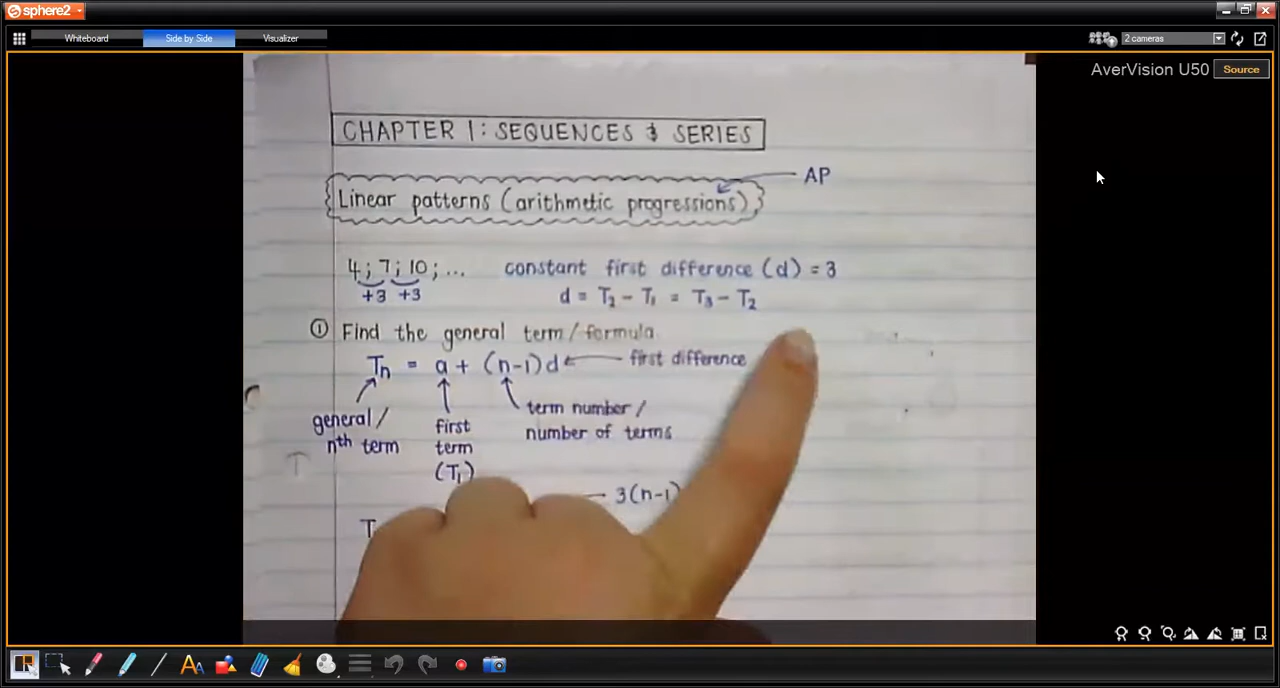 sphere2
Whiteboard
Side by Side
Visualizer
2 cameras
AverVision U50
Source
CHAPTER 1: SEQUENCES & SERIES
AP
Linear patterns (arithmetic progressions)
4; 7; 10; ...
+3 +3
constant first difference (d) = 3
d = T₂ - T₁ = T₃ - T₂
① Find the general term/formula
Tn = a + (n-1)d
first difference
general/
nth term
first
term
(T₁)
term number/
number of terms
T
3(n-1)
T